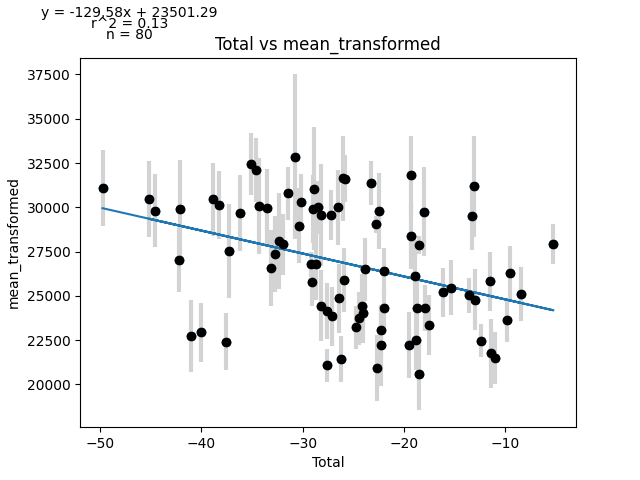 y = -129.58x + 23501.29
r^2 = 0.13
n = 80
Total vs mean_transformed
37500
35000
32500
30000
27500
25000
22500
20000
mean_transformed
−50
−40
−30
−20
−10
Total